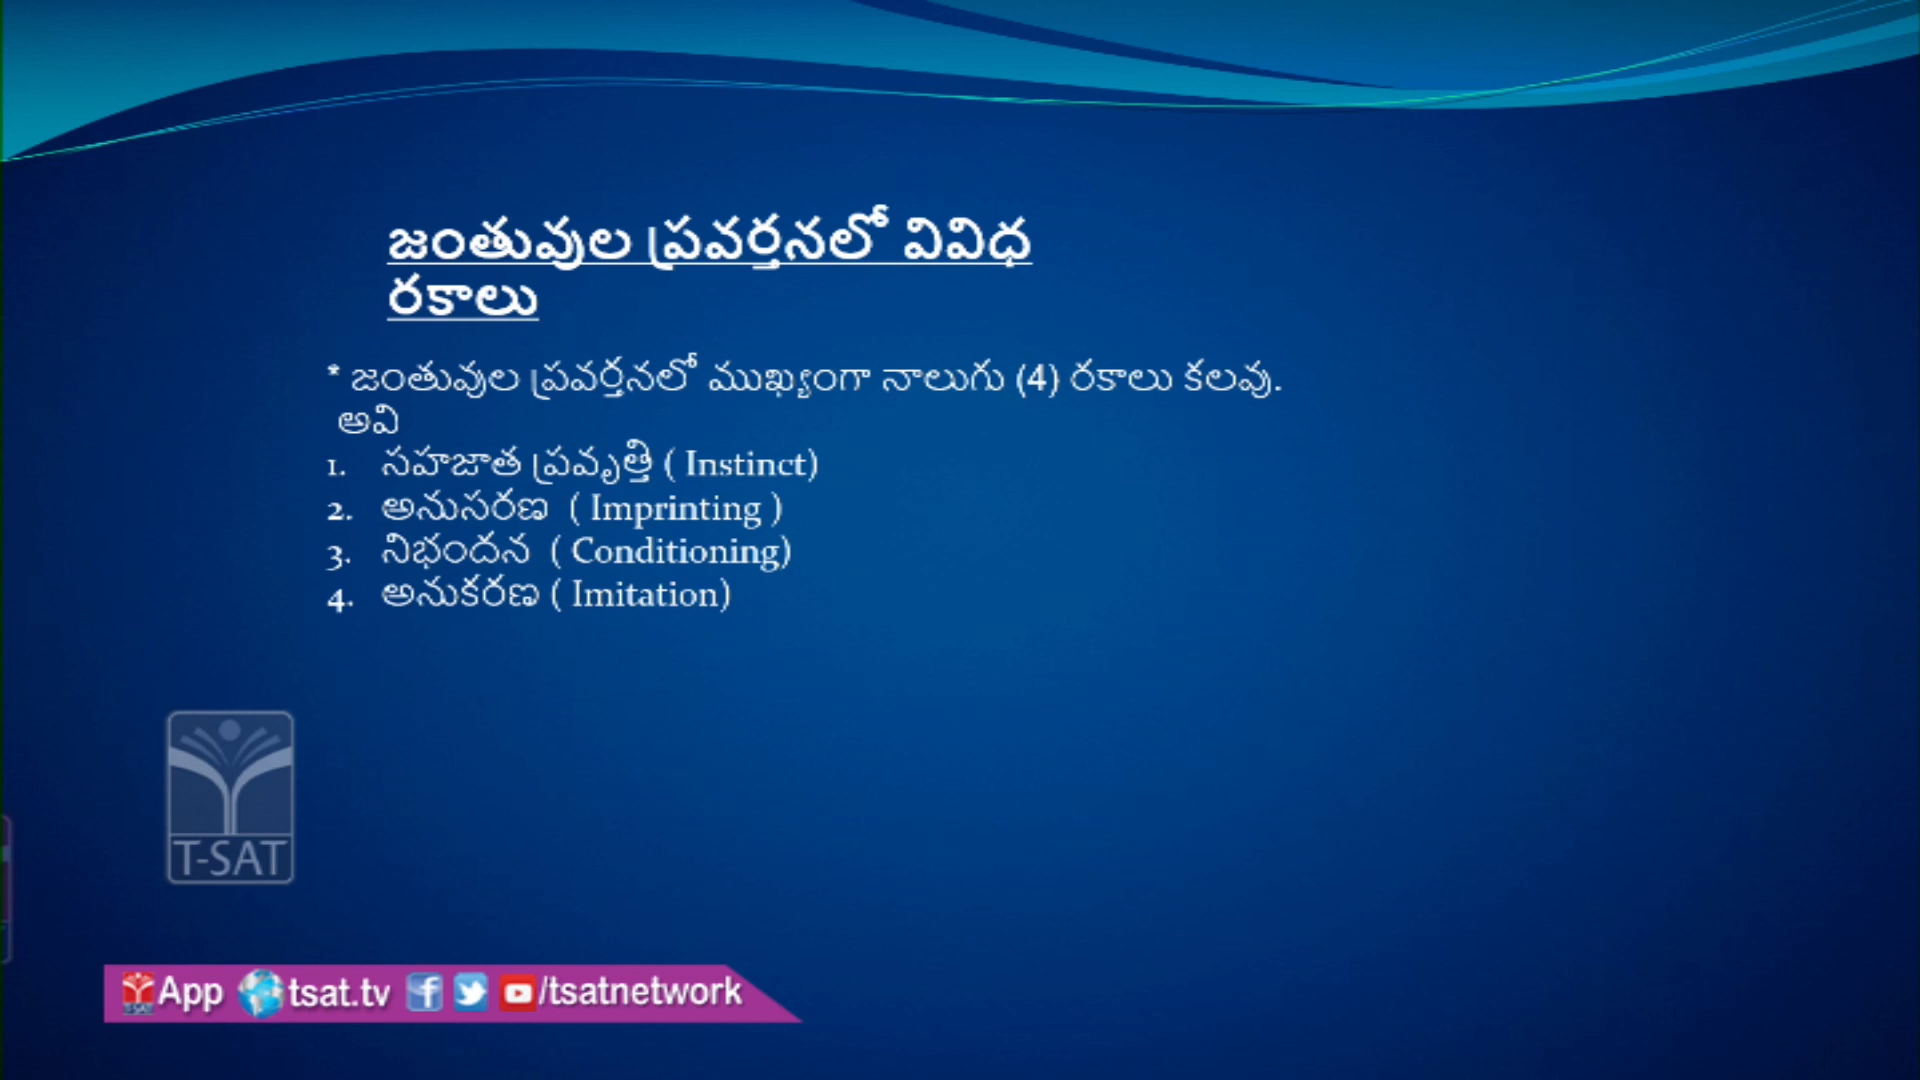 జంతువుల ప్రవర్తనలో వివిధ
రకాలు
* జంతువుల ప్రవర్తనలో ముఖ్యంగా నాలుగు (4) రకాలు కలవు.
అవి
1. సహజాత ప్రవృత్తి ( Instinct)
2. అనుసరణ ( Imprinting )
3. నిభందన ( Conditioning)
4. అనుకరణ ( Imitation)
T-SAT
App tsat.tv /tsatnetwork